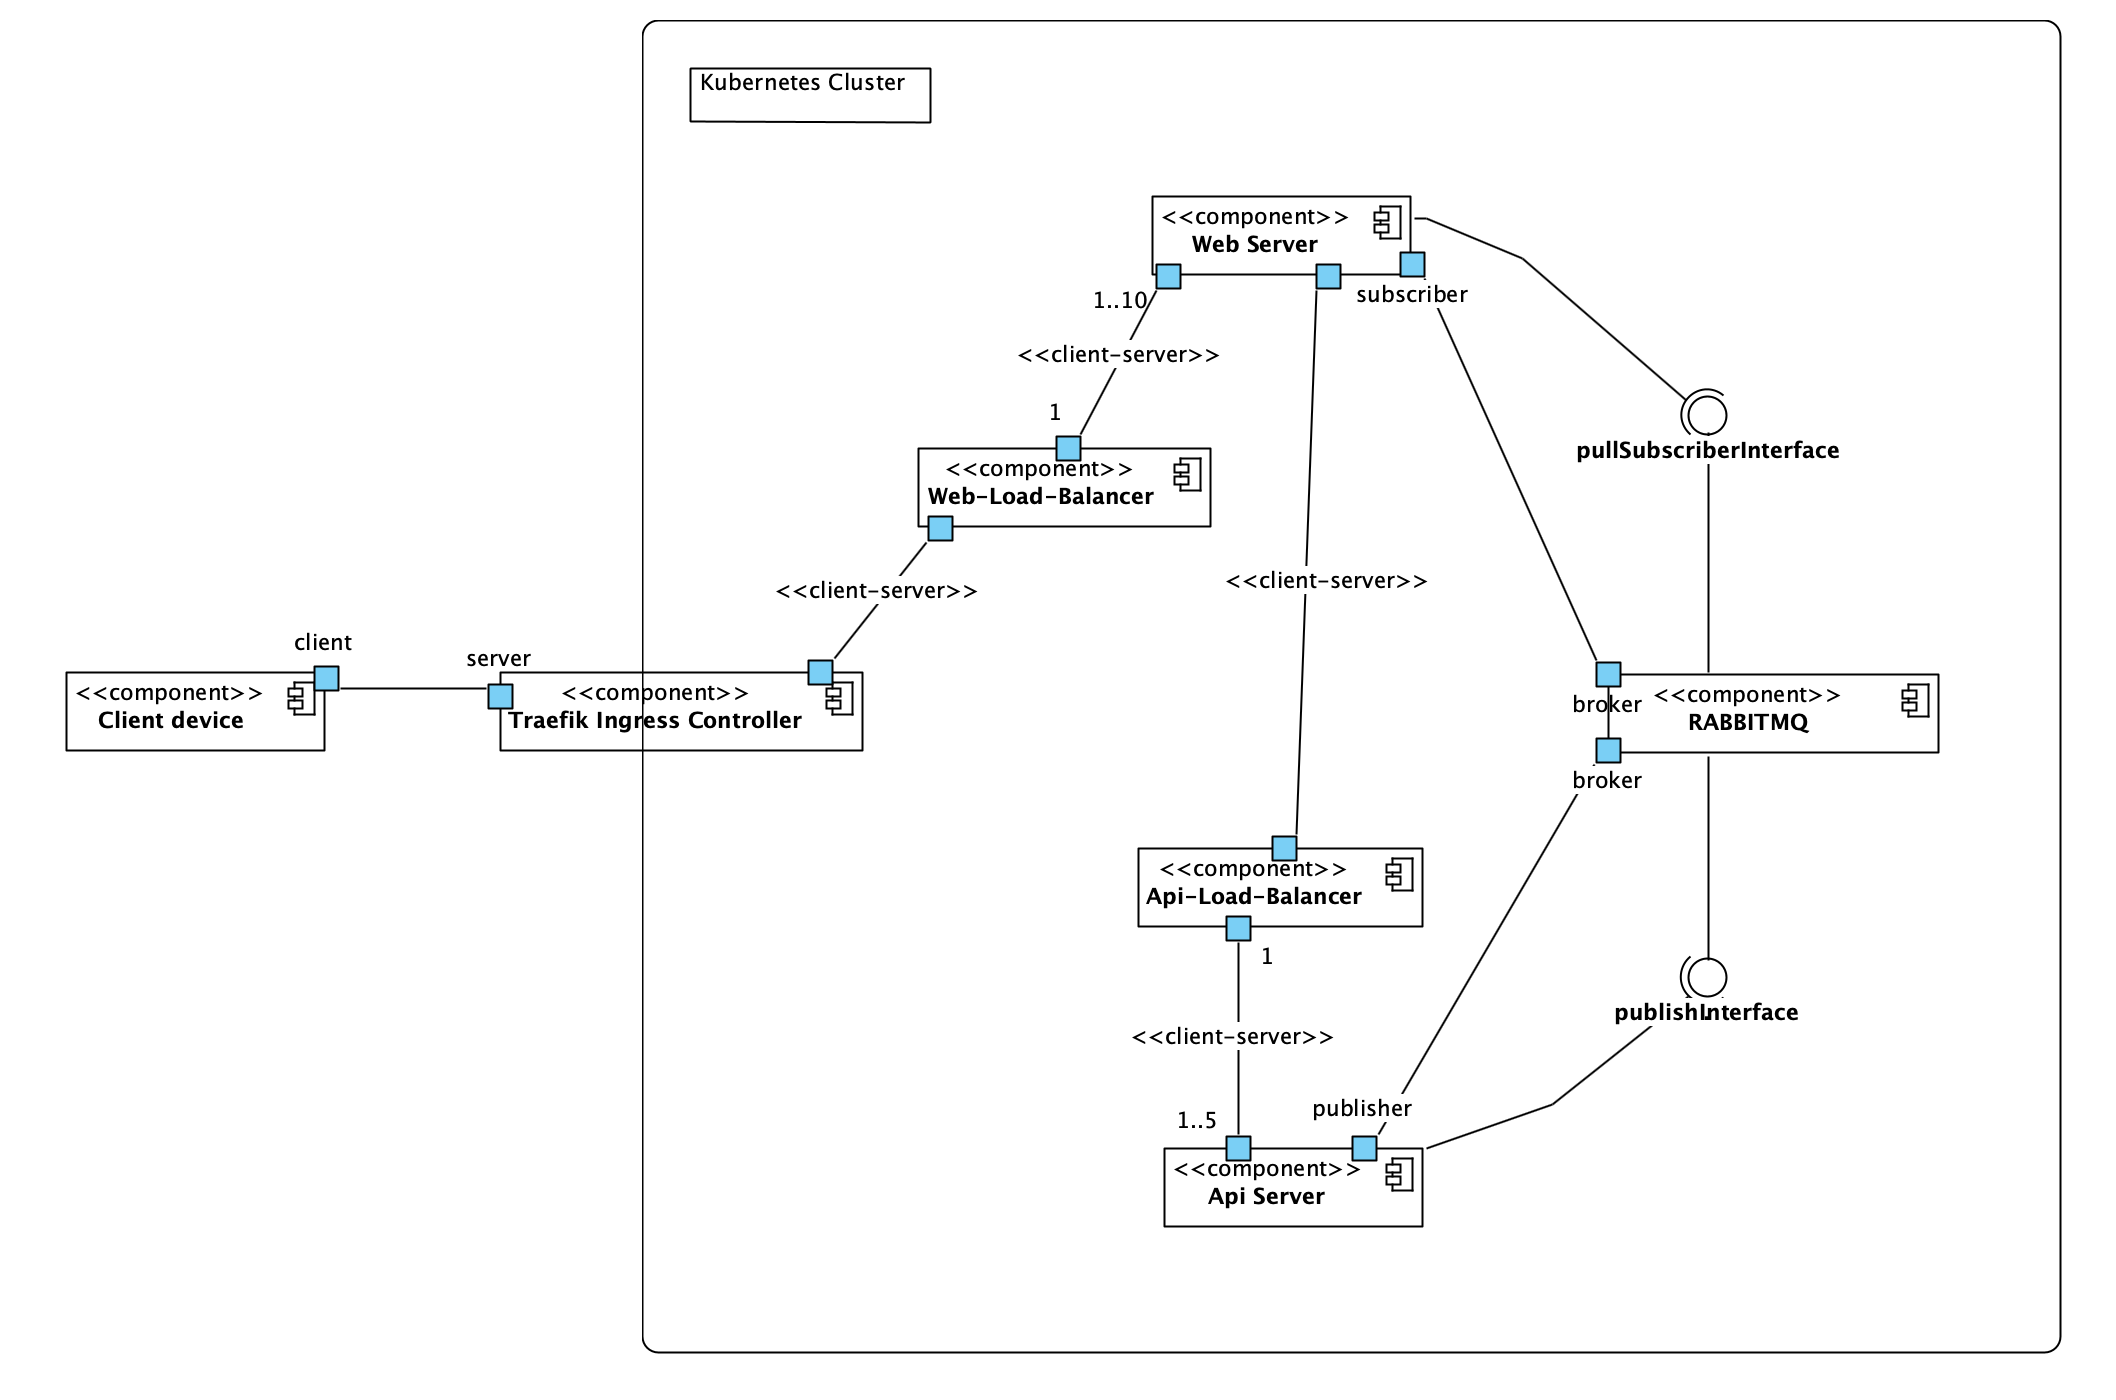 Kubernetes Cluster
<<component>>
Web Server
1..10
subscriber
<<client-server>>
1
pullSubscriberInterface
<<component>>
Web-Load-Balancer
<<client-server>>
<<client-server>>
client
server
<<component>>
Client device
<<component>>
Traefik Ingress Controller
broker
<<component>>
RABBITMQ
broker
<<component>>
Api-Load-Balancer
1
publishInterface
<<client-server>>
1..5
publisher
<<component>>
Api Server